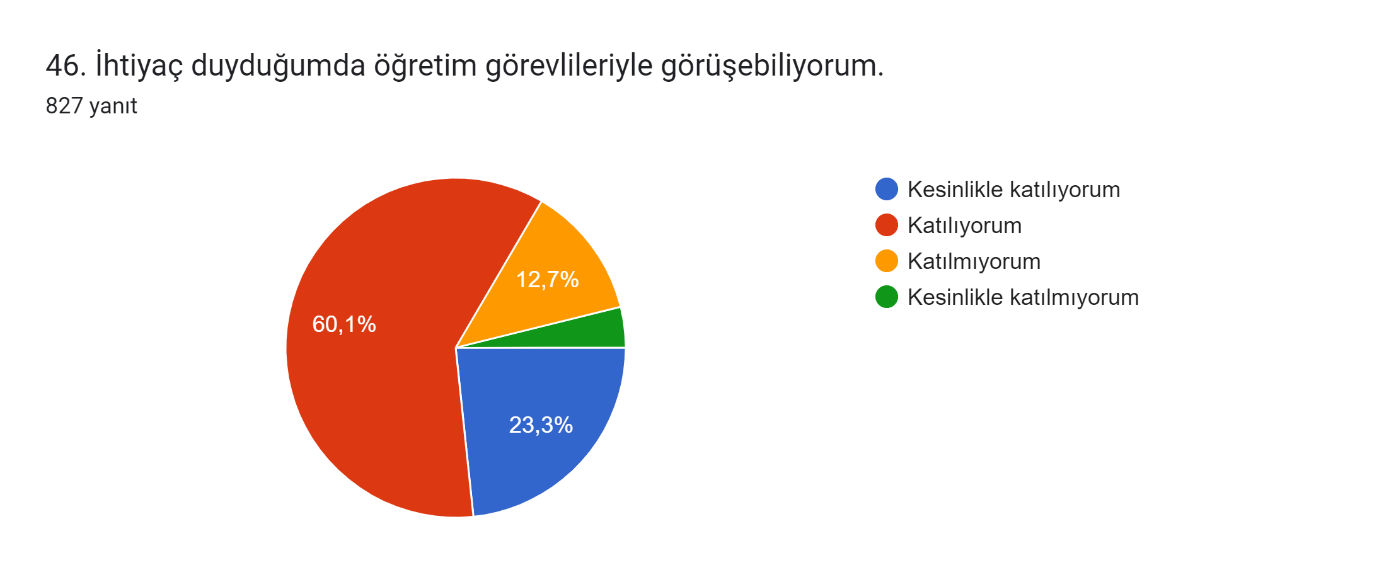 46. İhtiyaç duyduğumda öğretim görevlileriyle görüşebiliyorum.
827 yanıt
Kesinlikle katılıyorum
Katılıyorum
Katılmıyorum
Kesinlikle katılmıyorum
12,7%
60,1%
23,3%